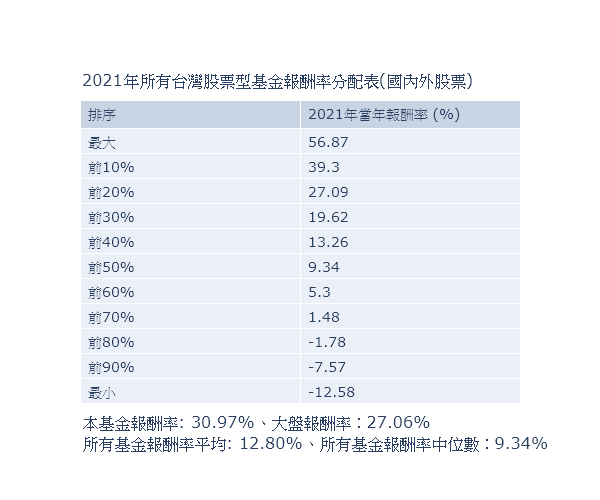 2021年所有台灣股票型基金報酬率分配表(國內外股票)
排序 2021年當年報酬率 (%)
最大 56.87
前10% 39.3
前20% 27.09
前30% 19.62
前40% 13.26
前50% 9.34
前60% 5.3
前70% 1.48
前80% -1.78
前90% -7.57
最小 -12.58
本基金報酬率: 30.97%、大盤報酬率：27.06%
所有基金報酬率平均: 12.80%、所有基金報酬率中位數：9.34%